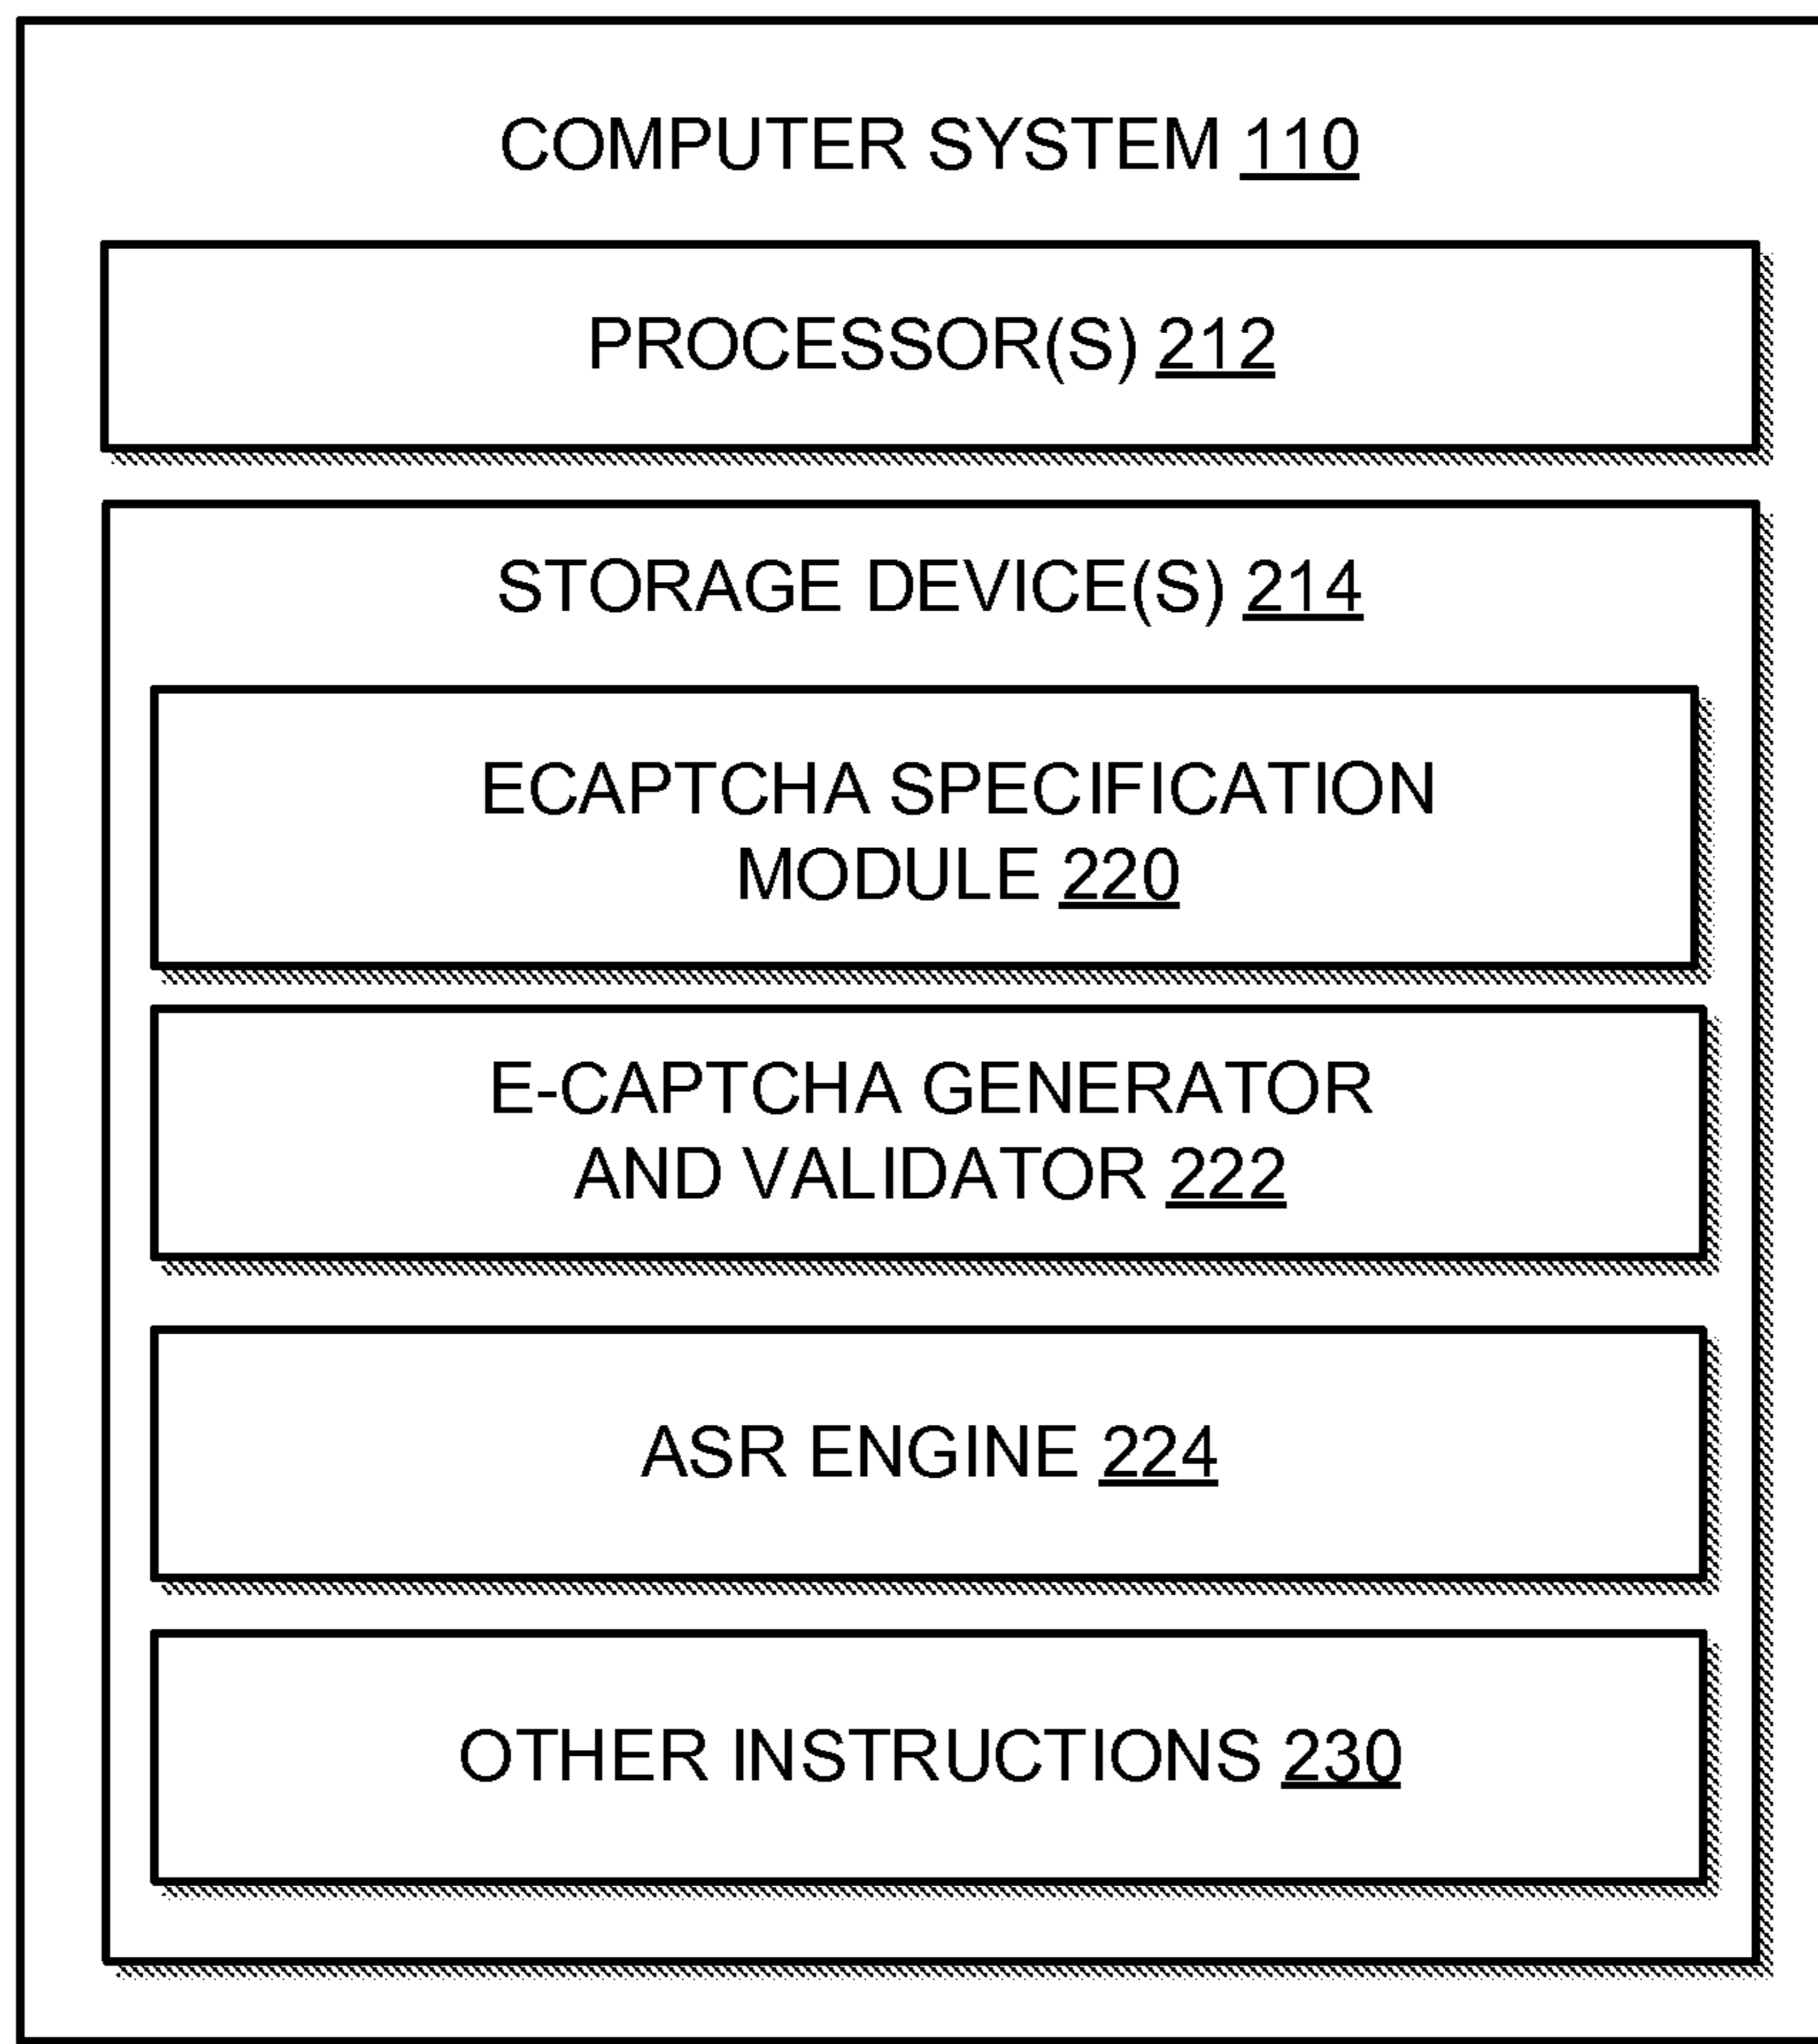 COMPUTER SYSTEM 110
PROCESSOR(S) 212
STORAGE DEVICE(S) 214
ECAPTCHA SPECIFICATION
MODULE 220
E-CAPTCHA GENERATOR
AND VALIDATOR 222
ASR ENGINE 224
OTHER INSTRUCTIONS 230